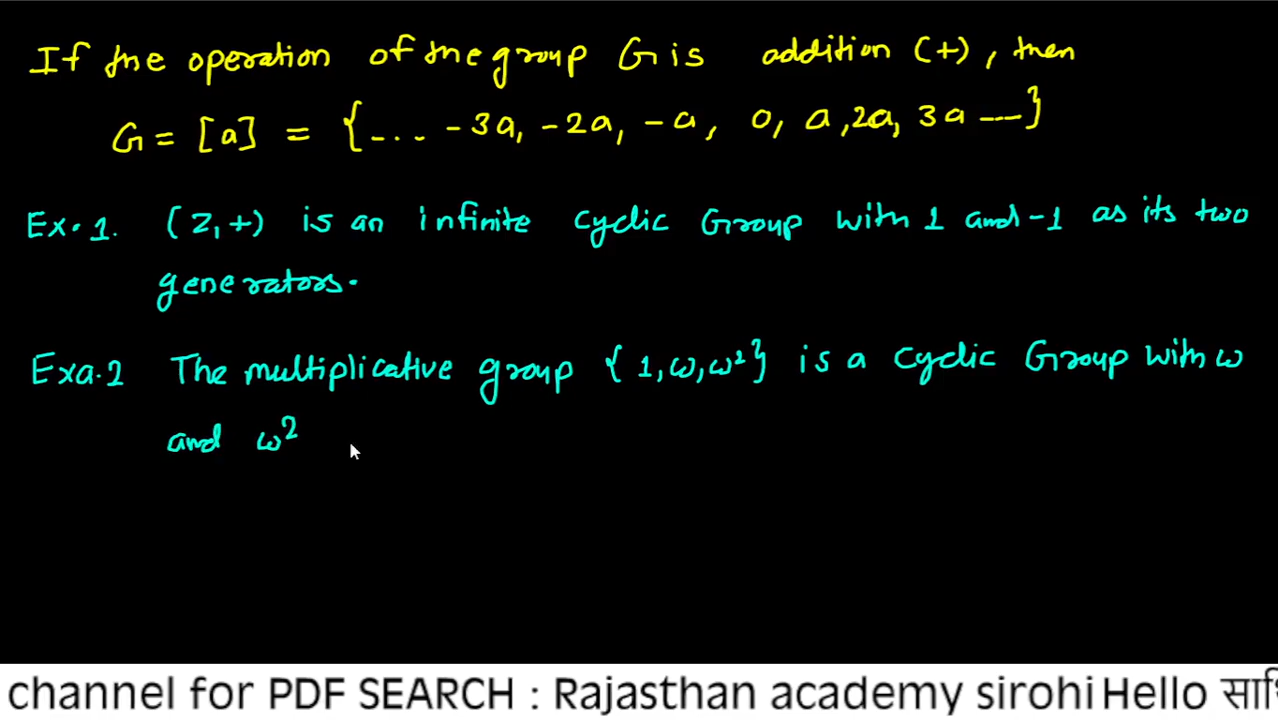 If the operation of the group G is addition (+), then
G = [a] = {... -3a, -2a, -a, 0, a, 2a, 3a ---}
Ex.1. (Z,+) is an infinite cyclic Group with 1 and -1 as its two
generators.
Exa.2 The multiplicative group {1, ω, ω²} is a cyclic Group with ω
and ω²
channel for PDF SEARCH : Rajasthan academy sirohi Hello